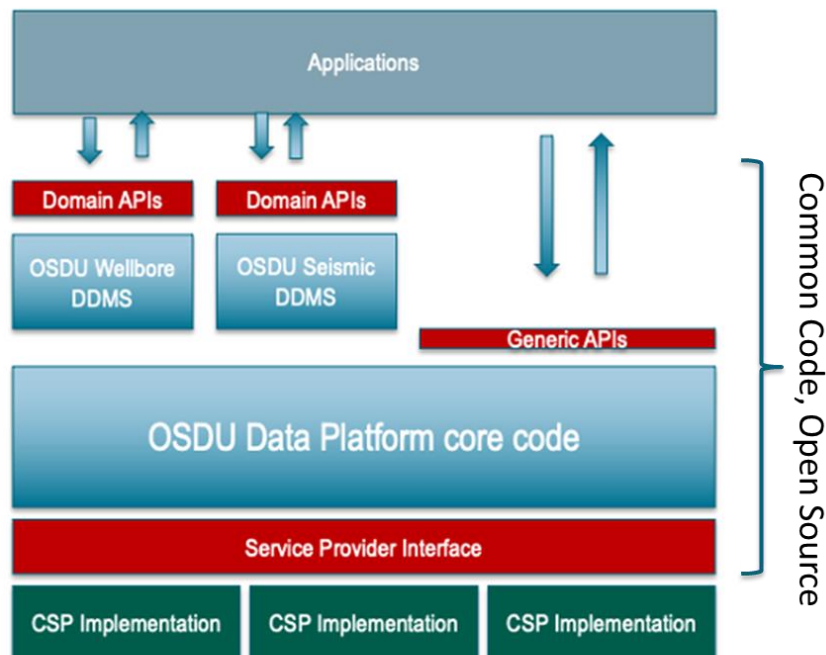 Applications
Domain APIs
Domain APIs
OSDU Wellbore
DDMS
OSDU Seismic
DDMS
Generic APIs
OSDU Data Platform core code
Service Provider Interface
CSP Implementation
CSP Implementation
CSP Implementation
Common Code, Open Source